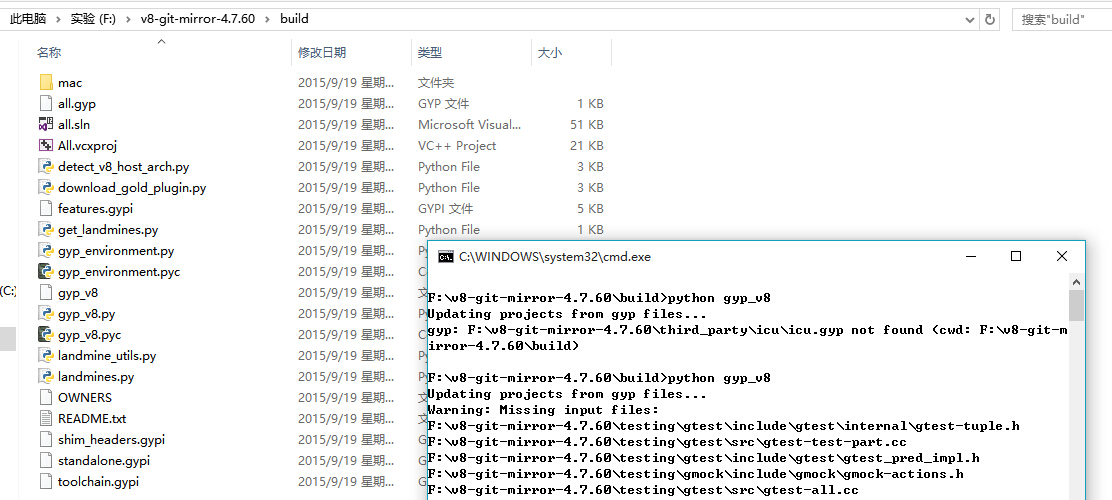 此电脑 > 实验 (F:) > v8-git-mirror-4.7.60 > build
搜索"build"
名称 修改日期 类型 大小
mac 2015/9/19 星期... 文件夹
all.gyp 2015/9/19 星期... GYP 文件 1 KB
all.sln 2015/9/19 星期... Microsoft Visual... 51 KB
All.vcxproj 2015/9/19 星期... VC++ Project 21 KB
detect_v8_host_arch.py 2015/9/19 星期... Python File 3 KB
download_gold_plugin.py 2015/9/19 星期... Python File 3 KB
features.gypi 2015/9/19 星期... GYPI 文件 5 KB
get_landmines.py 2015/9/19 星期... Python File 1 KB
gyp_environment.py 2015/9/19 星期...
gyp_environment.pyc 2015/9/19 星期...
(C:)
gyp_v8 2015/9/19 星期...
gyp_v8.py 2015/9/19 星期...
gyp_v8.pyc 2015/9/19 星期...
landmine_utils.py 2015/9/19 星期...
landmines.py 2015/9/19 星期...
OWNERS 2015/9/19 星期...
README.txt 2015/9/19 星期...
shim_headers.gypi 2015/9/19 星期...
standalone.gypi 2015/9/19 星期...
toolchain.gypi 2015/9/19 星期...
C:\WINDOWS\system32\cmd.exe
F:\v8-git-mirror-4.7.60\build>python gyp_v8
Updating projects from gyp files...
gyp: F:\v8-git-mirror-4.7.60\third_party\icu\icu.gyp not found (cwd: F:\v8-git-m
irror-4.7.60\build)
F:\v8-git-mirror-4.7.60\build>python gyp_v8
Updating projects from gyp files...
Warning: Missing input files:
F:\v8-git-mirror-4.7.60\testing\gtest\include\gtest\internal\gtest-tuple.h
F:\v8-git-mirror-4.7.60\testing\gtest\src\gtest-test-part.cc
F:\v8-git-mirror-4.7.60\testing\gtest\include\gtest\gtest_pred_impl.h
F:\v8-git-mirror-4.7.60\testing\gmock\include\gmock\gmock-actions.h
F:\v8-git-mirror-4.7.60\testing\gtest\src\gtest-all.cc